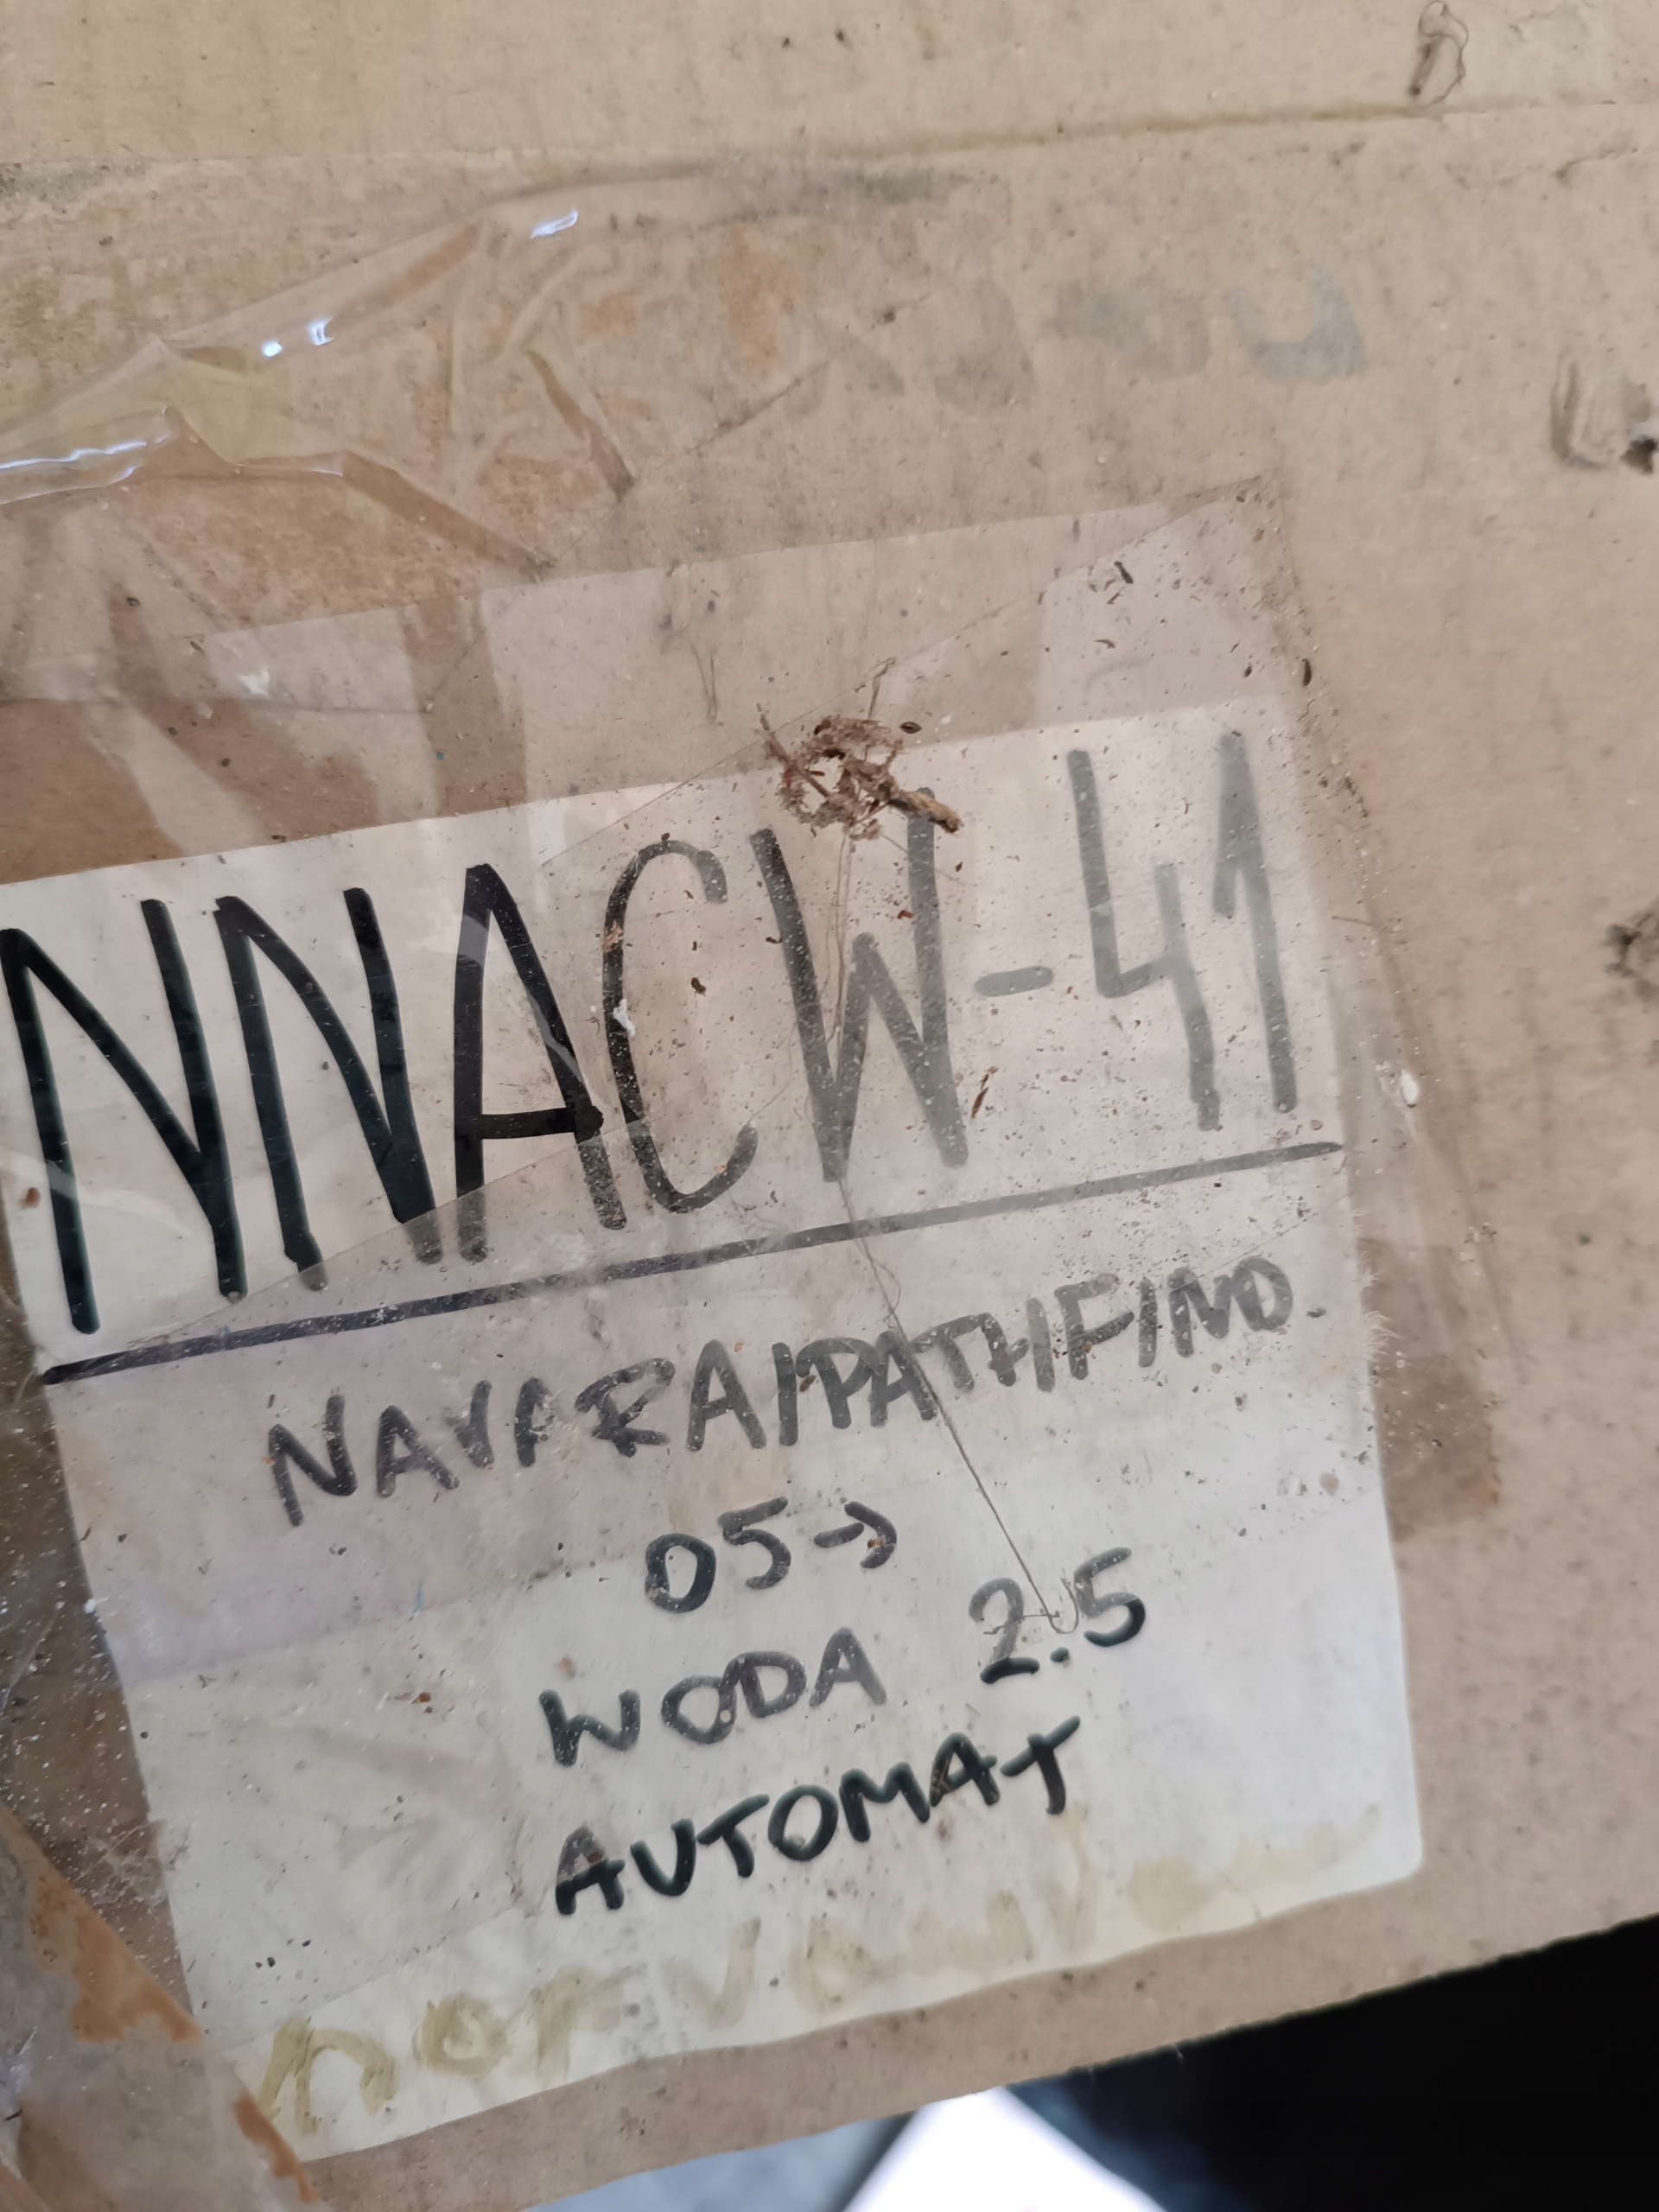 NNACW-41
NAVARA/PATHFIND.
05→
WODA 2.5
AUTOMAT